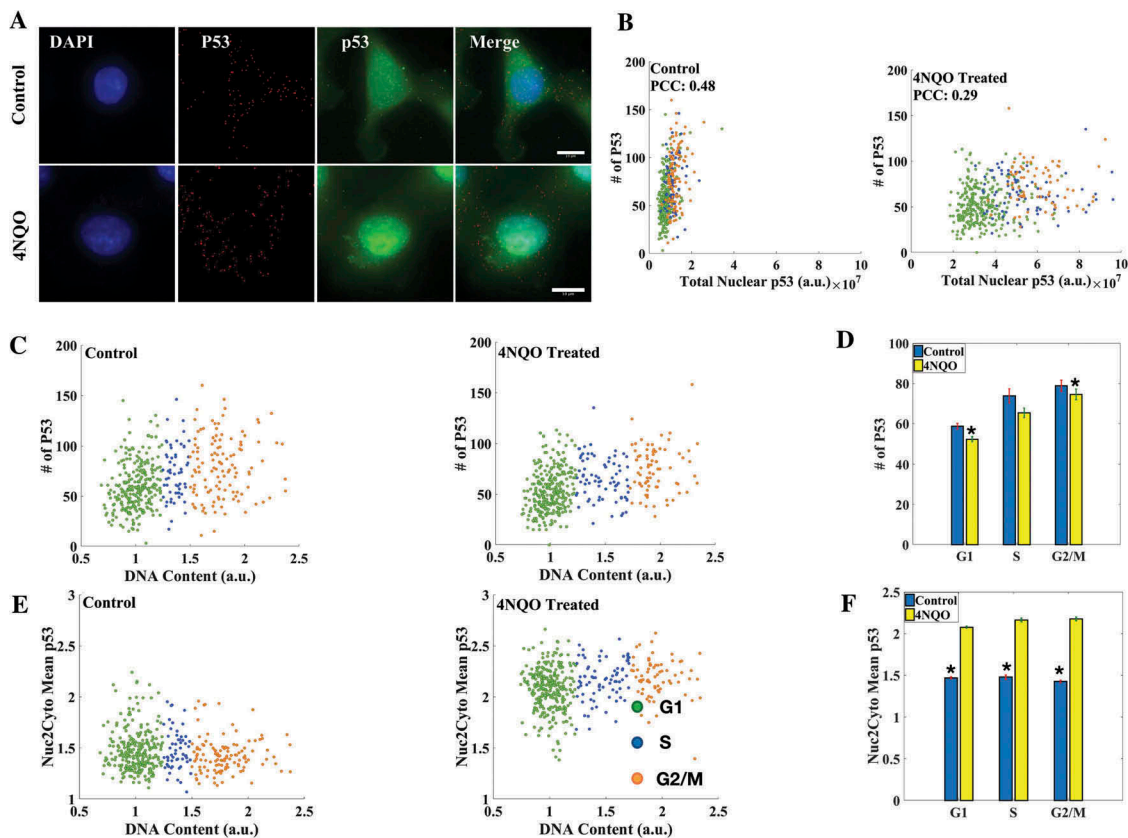 A
DAPI
P53
p53
Merge
Control
4NQO
B
Control
PCC: 0.48
# of P53
200
150
100
50
0
0
2
4
6
8
10
Total Nuclear p53 (a.u.)×10⁷
4NQO Treated
PCC: 0.29
# of P53
200
150
100
50
0
0
2
4
6
8
10
Total Nuclear p53 (a.u.)×10⁷
C
Control
# of P53
200
150
100
50
0
0.5
1
1.5
2
2.5
DNA Content (a.u.)
4NQO Treated
# of P53
200
150
100
50
0
0.5
1
1.5
2
2.5
DNA Content (a.u.)
D
Control
4NQO
# of P53
100
80
60
40
20
0
*
*
G1
S
G2/M
E
Control
Nuc2Cyto Mean p53
3
2.5
2
1.5
1
0.5
1
1.5
2
2.5
DNA Content (a.u.)
4NQO Treated
Nuc2Cyto Mean p53
3
2.5
2
1.5
1
0.5
1
1.5
2
2.5
DNA Content (a.u.)
G1
S
G2/M
F
Control
4NQO
Nuc2Cyto Mean p53
2.5
2
1.5
1
0.5
0
*
*
*
G1
S
G2/M